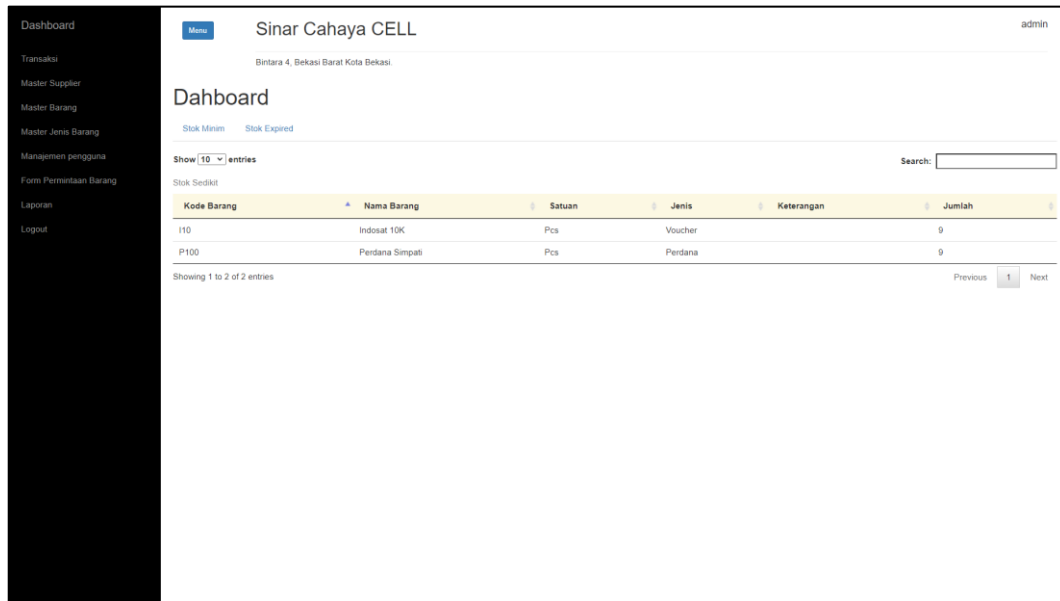 Dashboard
Transaksi
Master Supplier
Master Barang
Master Jenis Barang
Manajemen pengguna
Form Permintaan Barang
Laporan
Logout
Menu
Sinar Cahaya CELL
admin
Bintara 4, Bekasi Barat Kota Bekasi.
Dahboard
Stok Minim Stok Expired
Show 10 entries Search:
Stok Sedikit
Kode Barang Nama Barang Satuan Jenis Keterangan Jumlah
I10 Indosat 10K Pcs Voucher 9
P100 Perdana Simpati Pcs Perdana 9
Showing 1 to 2 of 2 entries Previous 1 Next